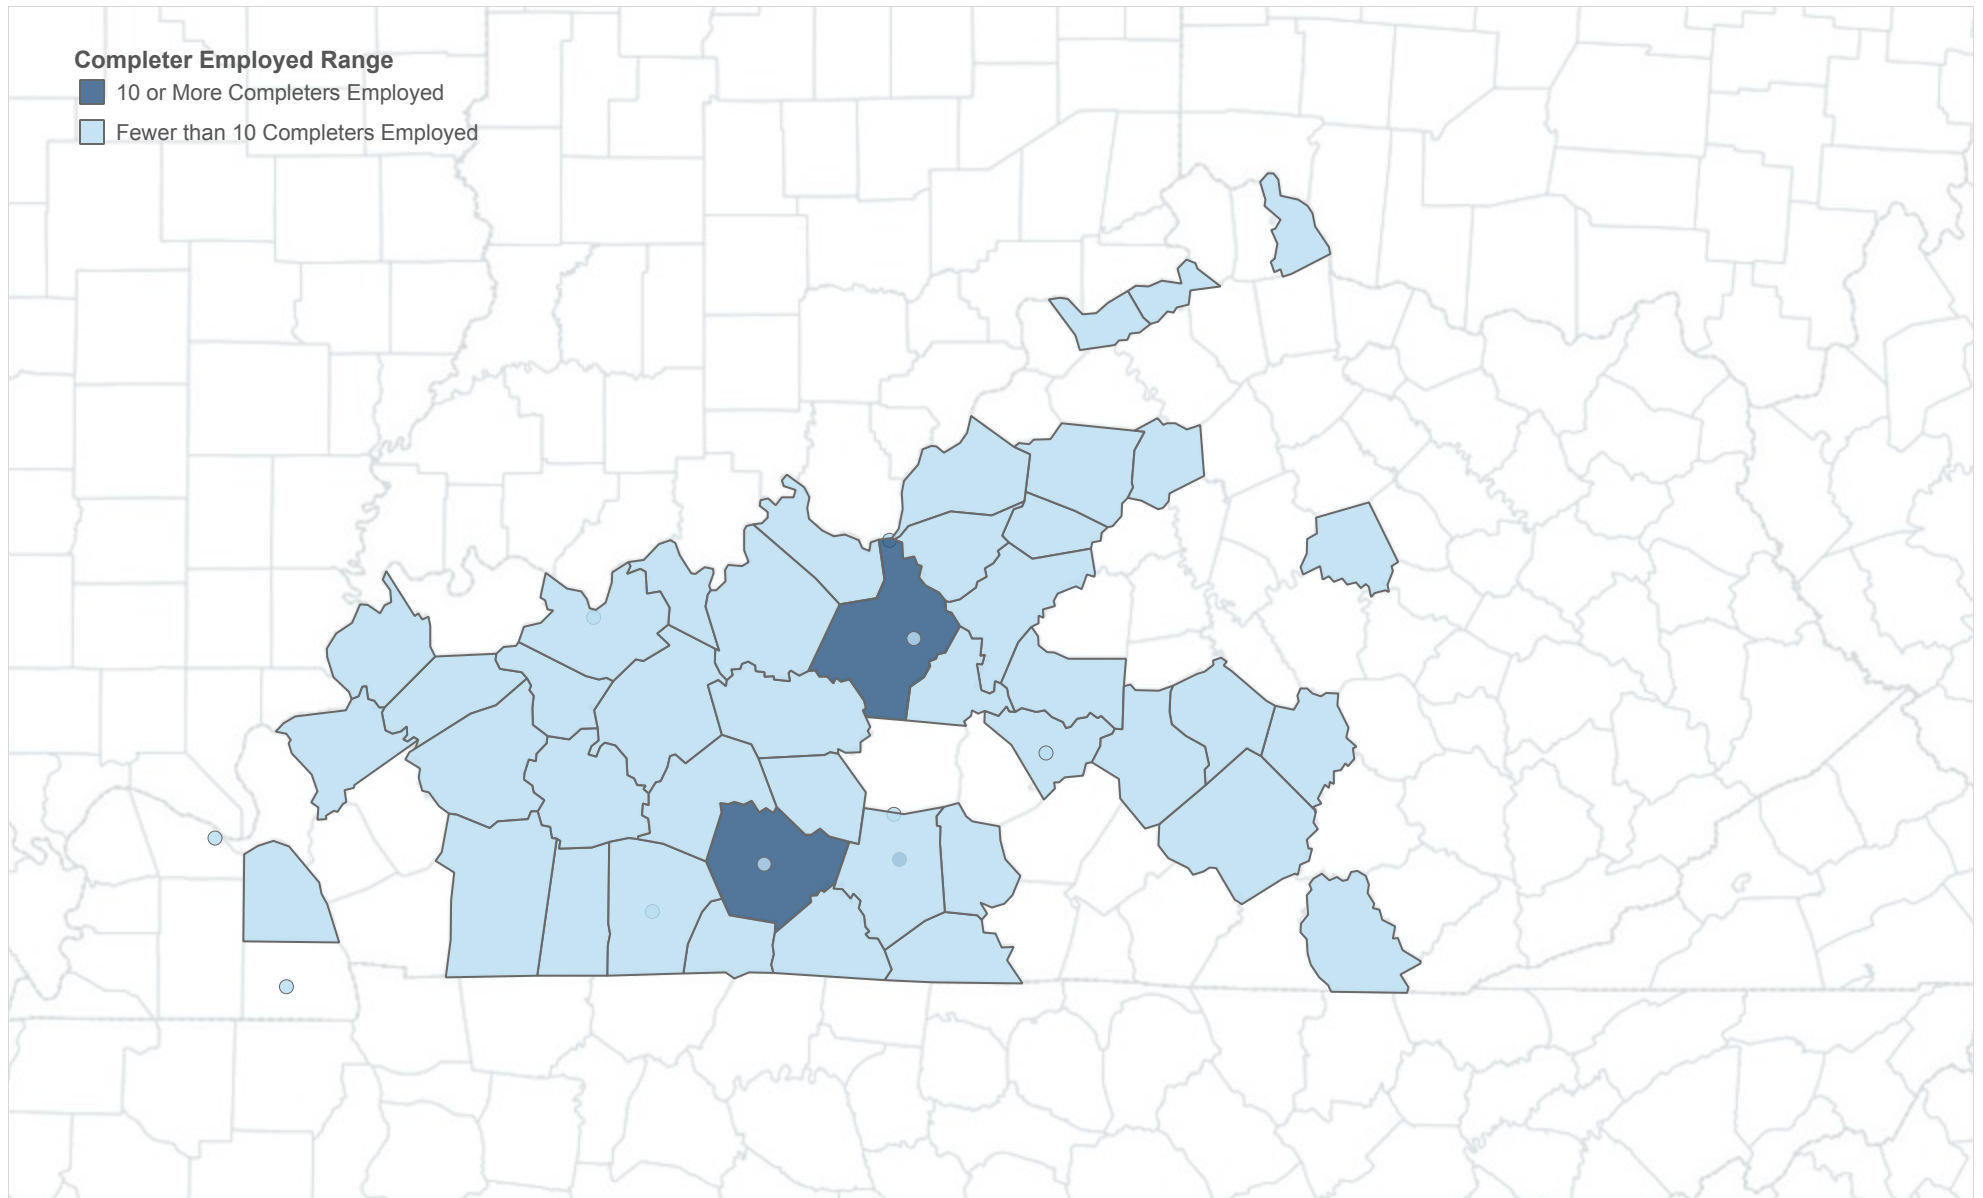 Completer Employed Range
10 or More Completers Employed
Fewer than 10 Completers Employed